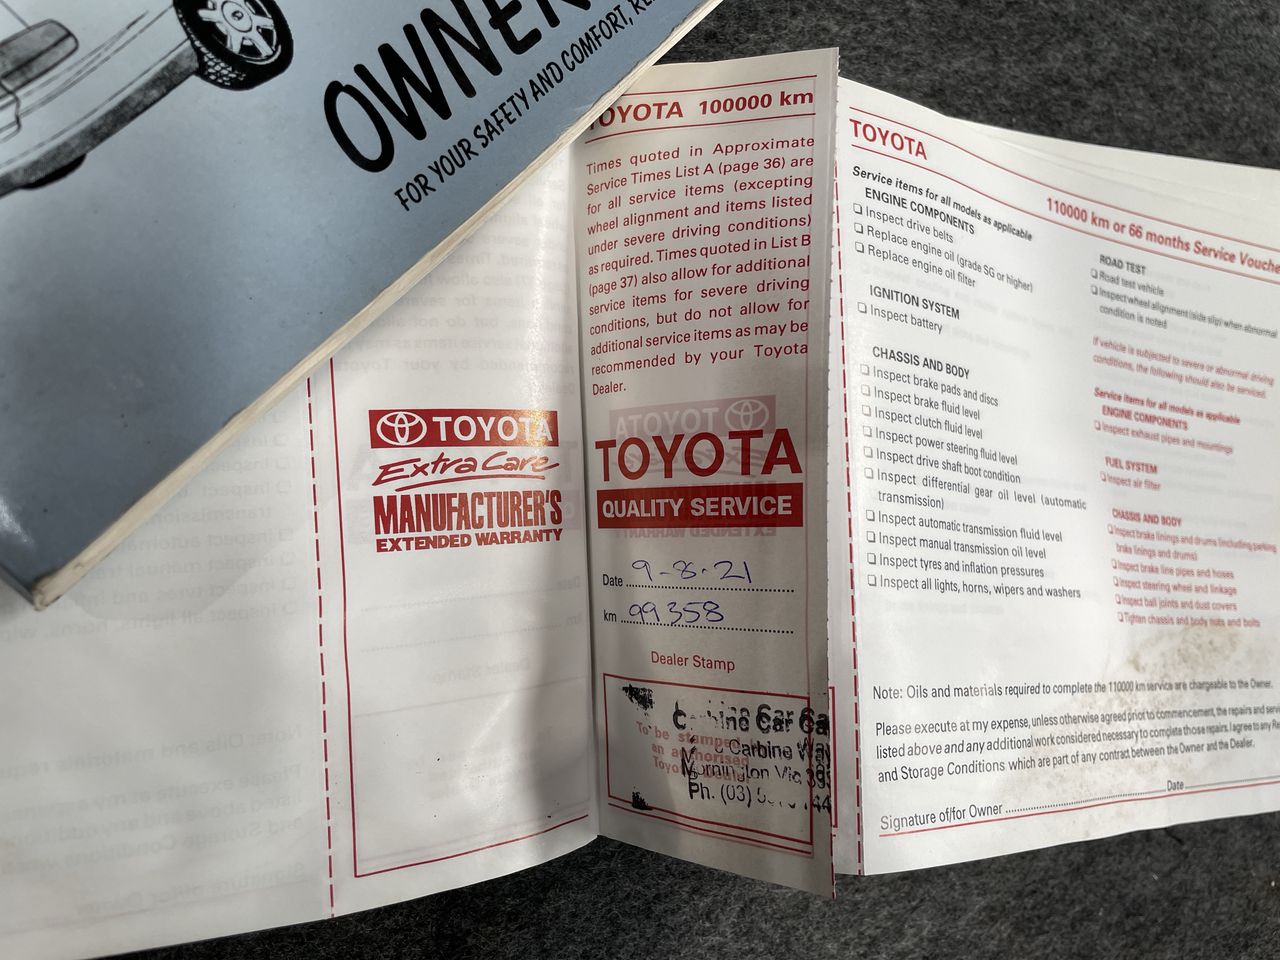 OWNER
FOR YOUR SAFETY AND COMFORT,
TOYOTA 100000 km
Times quoted in Approximate
Service Times List A (page 36) are
for all service items (excepting
wheel alignment and items listed
under severe driving conditions)
as required. Times quoted in List B
(page 37) also allow for additional
service items for severe driving
conditions, but do not allow for
additional service items as may be
recommended by your Toyota
Dealer.
TOYOTA
Extra Care
MANUFACTURER'S
EXTENDED WARRANTY
TOYOTA
QUALITY SERVICE
Date 9-8-21
km 99358
Dealer Stamp
To be stamped
an authorised
Carbine Car
Carbine Way
Vic
Ph. (03)
TOYOTA
110000 km or 66 months Service Vouche
Service items for all models as applicable
ENGINE COMPONENTS
❑ Inspect drive belts
❑ Replace engine oil (grade SG or higher)
❑ Replace engine oil filter
IGNITION SYSTEM
❑ Inspect battery
CHASSIS AND BODY
❑ Inspect brake pads and discs
❑ Inspect brake fluid level
❑ Inspect clutch fluid level
❑ Inspect power steering fluid level
❑ Inspect drive shaft boot condition
❑ Inspect differential gear oil level (automatic
transmission)
❑ Inspect automatic transmission fluid level
❑ Inspect manual transmission oil level
❑ Inspect tyres and inflation pressures
❑ Inspect all lights, horns, wipers and washers
ROAD TEST
❑ Road test vehicle
❑ Inspect wheel alignment (side slip) when abnormal
condition is noted
If vehicle is subjected to severe or abnormal driving
conditions, the following should also be serviced.
Service items for all models as applicable
ENGINE COMPONENTS
❑ Inspect exhaust pipes and mountings
FUEL SYSTEM
❑ Inspect air filter
CHASSIS AND BODY
❑ Inspect brake linings and drums (including parking
brake linings and drums)
❑ Inspect brake line pipes and hoses
❑ Inspect steering wheel and linkage
❑ Inspect ball joints and dust covers
❑ Tighten chassis and body nuts and bolts
Note: Oils and materials required to complete the 110000 km service are chargeable to the Owner.
Please execute at my expense, unless otherwise agreed prior to commencement, the repairs and servi
listed above and any additional work considered necessary to complete those repairs. I agree to any Re
and Storage Conditions which are part of any contract between the Owner and the Dealer.
Signature of/for Owner Date